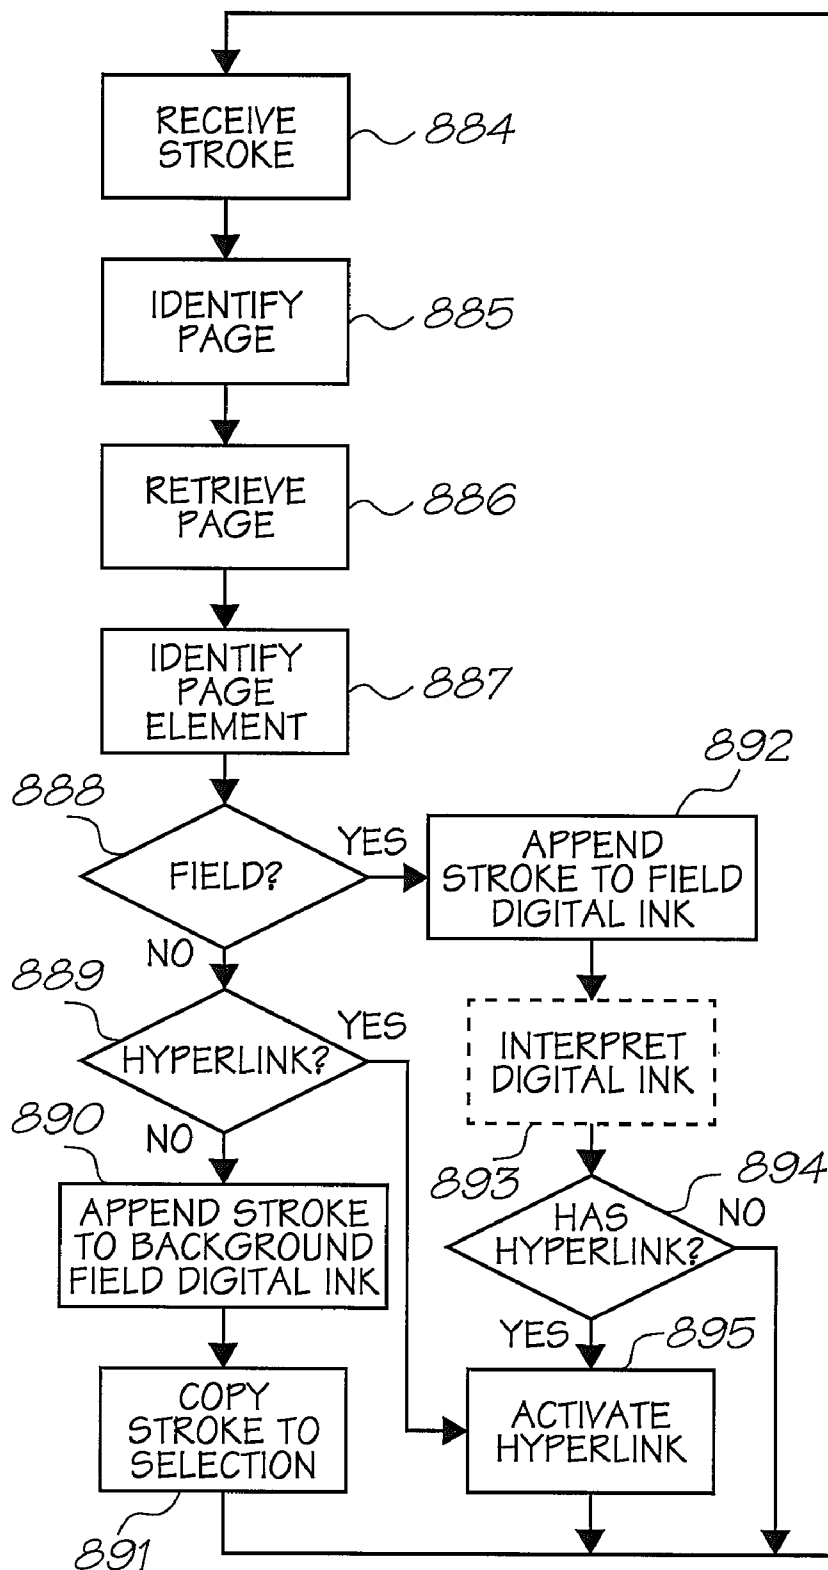 RECEIVE
STROKE
884
IDENTIFY
PAGE
885
RETRIEVE
PAGE
886
IDENTIFY
PAGE
ELEMENT
887
888
FIELD?
YES
NO
892
APPEND
STROKE TO FIELD
DIGITAL INK
889
HYPERLINK?
YES
NO
INTERPRET
DIGITAL INK
893
890
APPEND STROKE
TO BACKGROUND
FIELD DIGITAL INK
894
HAS
HYPERLINK?
NO
YES
895
COPY
STROKE TO
SELECTION
891
ACTIVATE
HYPERLINK